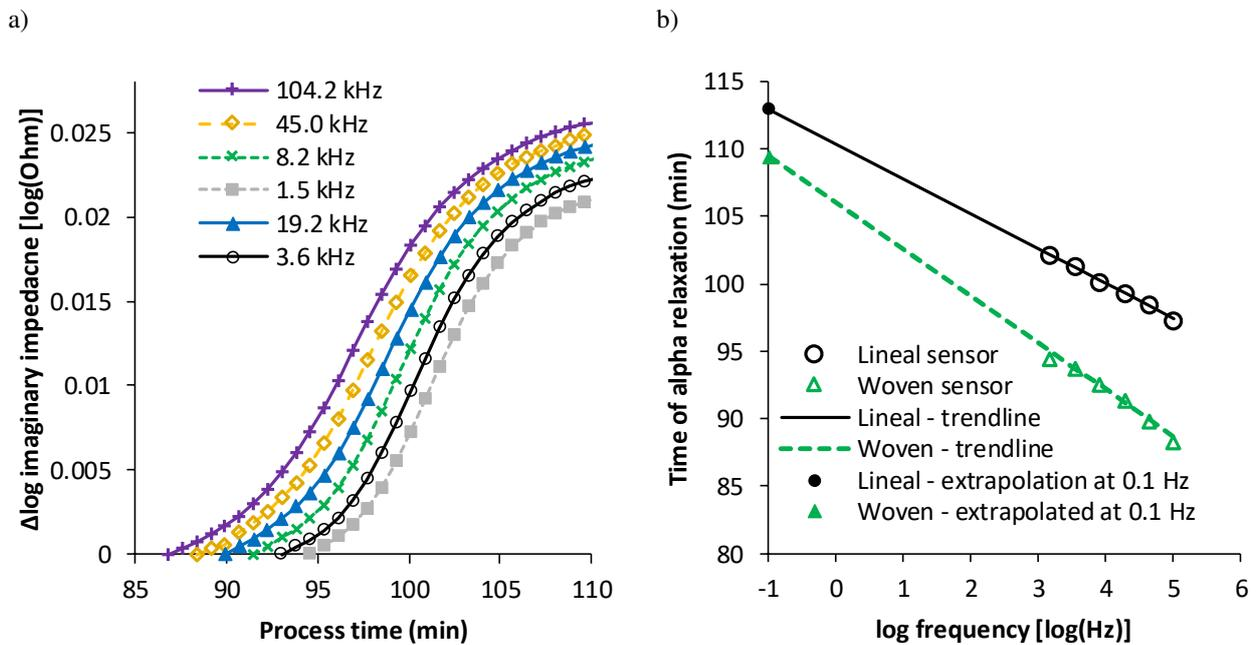 a)
b)
Δlog imaginary impedacne [log(Ohm)]
0.025
0.02
0.015
0.01
0.005
0
104.2 kHz
45.0 kHz
8.2 kHz
1.5 kHz
19.2 kHz
3.6 kHz
85 90 95 100 105 110
Process time (min)
Time of alpha relaxation (min)
115
110
105
100
95
90
85
80
Lineal sensor
Woven sensor
Lineal - trendline
Woven - trendline
Lineal - extrapolation at 0.1 Hz
Woven - extrapolated at 0.1 Hz
-1 0 1 2 3 4 5 6
log frequency [log(Hz)]